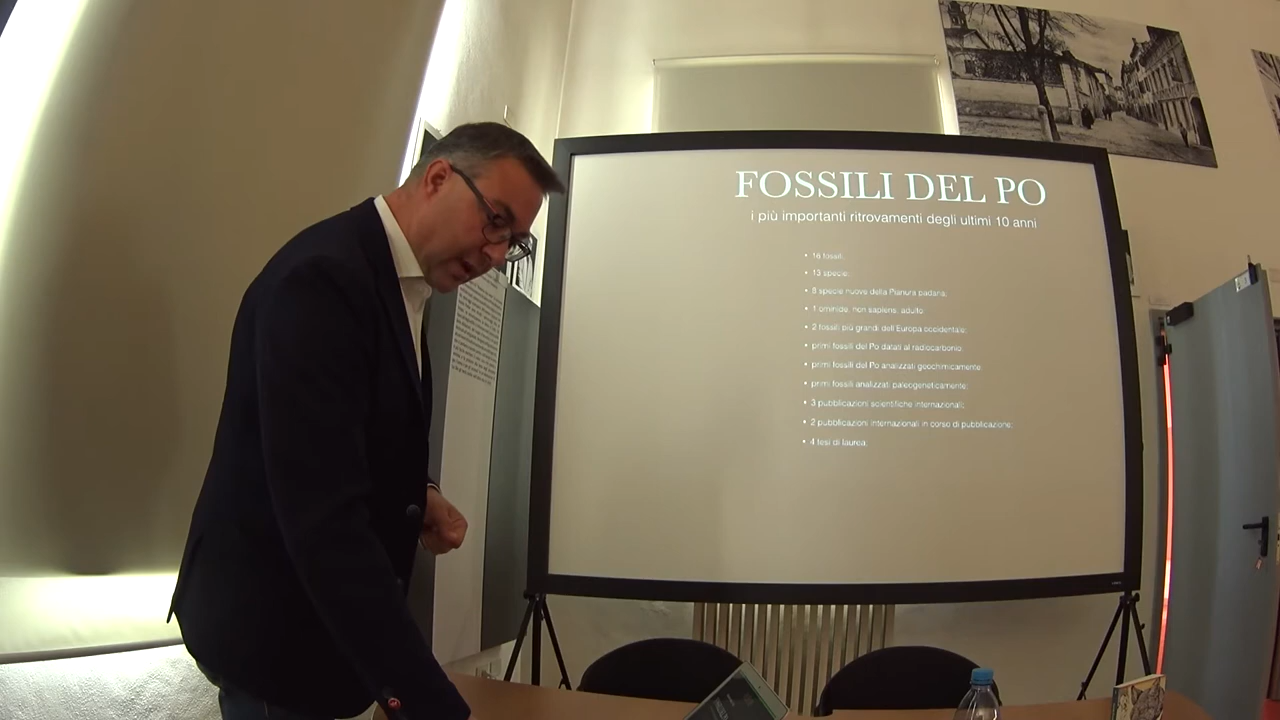 FOSSILI DEL PO
i più importanti ritrovamenti degli ultimi 10 anni
• 16 fossili;
• 13 specie;
• 8 specie nuove della Pianura padana;
• 1 ominide, non sapiens, adulto
• 2 fossili più grandi dell'Europa occidentale;
• primi fossili del Po datati al radiocarbonio;
• primi fossili del Po analizzati geochimicamente;
• primi fossili analizzati paleogeneticamente;
• 3 pubblicazioni scientifiche internazionali;
• 2 pubblicazioni internazionali in corso di pubblicazione;
• 4 tesi di laurea;